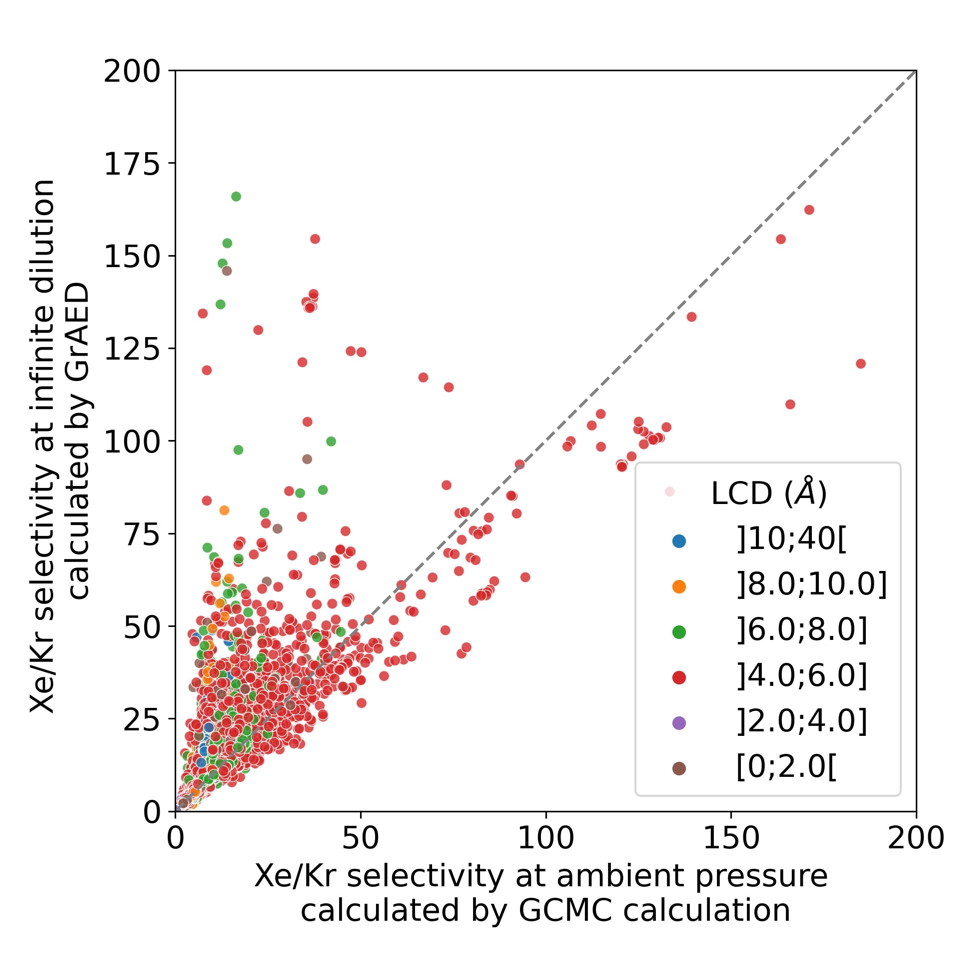 200
175
150
125
100
75
50
25
0
Xe/Kr selectivity at infinite dilution
calculated by GrAED
LCD (Å)
]10;40[
]8.0;10.0]
]6.0;8.0]
]4.0;6.0]
]2.0;4.0]
[0;2.0[
0 50 100 150 200
Xe/Kr selectivity at ambient pressure
calculated by GCMC calculation